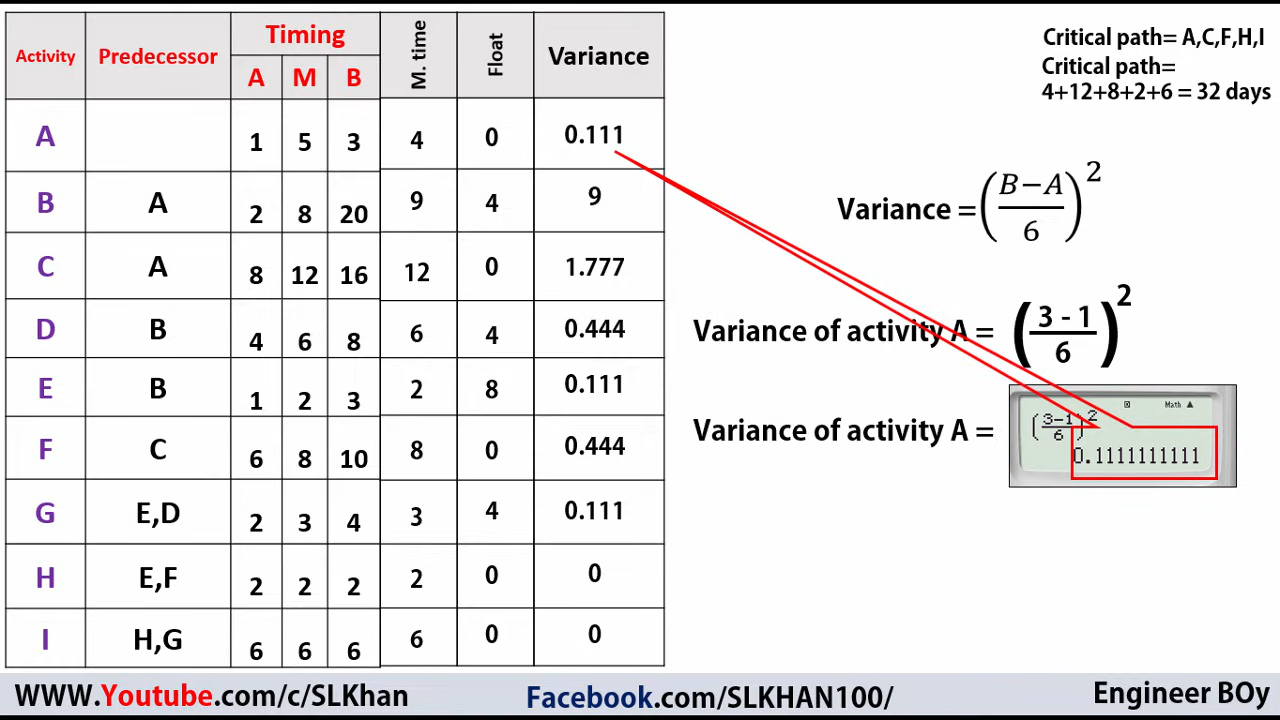 Activity Predecessor Timing M. time Float Variance
A M B
A 1 5 3 4 0 0.111
B A 2 8 20 9 4 9
C A 8 12 16 12 0 1.777
D B 4 6 8 6 4 0.444
E B 1 2 3 2 8 0.111
F C 6 8 10 8 0 0.444
G E,D 2 3 4 3 4 0.111
H E,F 2 2 2 2 0 0
I H,G 6 6 6 6 0 0
Critical path= A,C,F,H,I
Critical path=
4+12+8+2+6 = 32 days
Variance =(B−A/6)²
Variance of activity A = (3 - 1/6)²
Variance of activity A =
Math ▲
(3−1/6)²
0.1111111111
WWW.Youtube.com/c/SLKhan
Facebook.com/SLKHAN100/
Engineer BOy